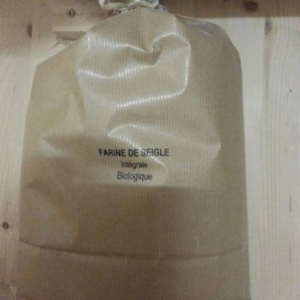 FARINE DE SEIGLE
Intégrale
Biologique